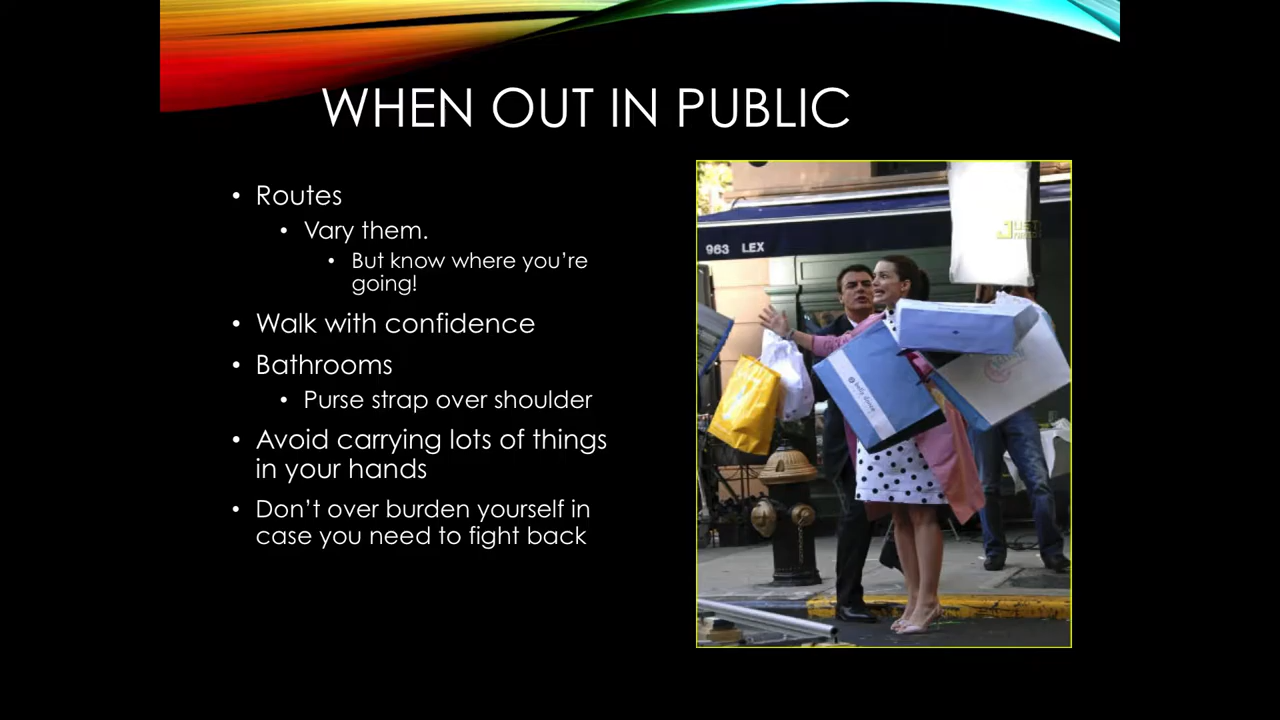 WHEN OUT IN PUBLIC
• Routes
• Vary them.
• But know where you’re
going!
• Walk with confidence
• Bathrooms
• Purse strap over shoulder
• Avoid carrying lots of things
in your hands
• Don’t over burden yourself in
case you need to fight back
963 LEX